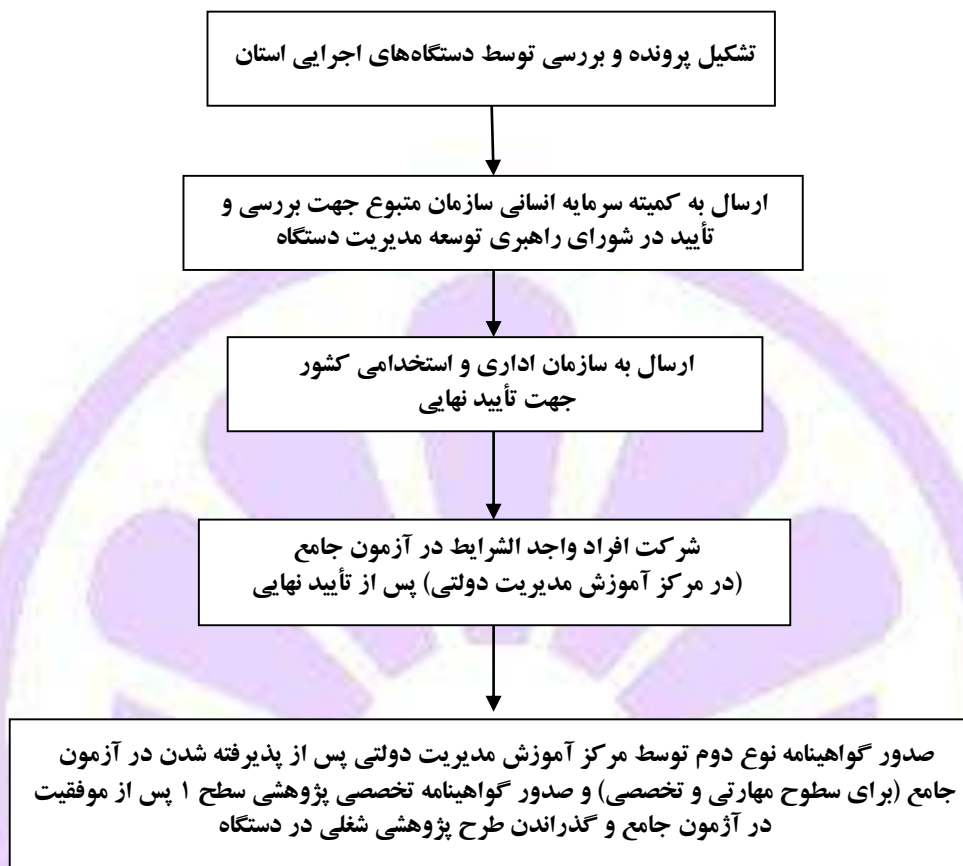 تشکیل پرونده و بررسی توسط دستگاه‌های اجرایی استان
ارسال به کمیته سرمایه انسانی سازمان متبوع جهت بررسی و
تأیید در شورای راهبری توسعه مدیریت دستگاه
ارسال به سازمان اداری و استخدامی کشور
جهت تأیید نهایی
شرکت افراد واجد الشرایط در آزمون جامع
(در مرکز آموزش مدیریت دولتی) پس از تأیید نهایی
صدور گواهینامه نوع دوم توسط مرکز آموزش مدیریت دولتی پس از پذیرفته شدن در آزمون
جامع (برای سطوح مهارتی و تخصصی) و صدور گواهینامه تخصصی پژوهشی سطح ۱ پس از موفقیت
در آژمون جامع و گذراندن طرح پژوهشی شغلی در دستگاه